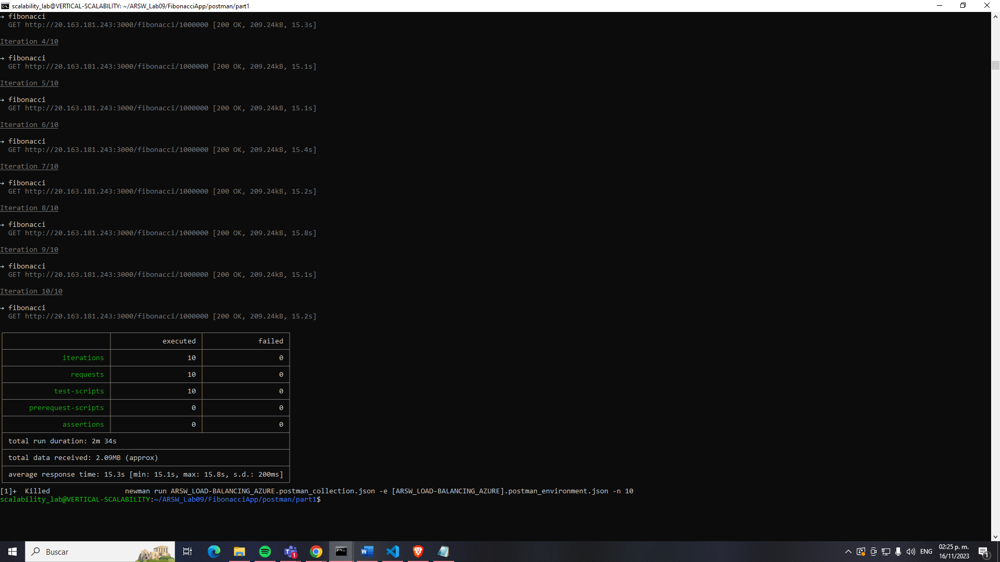 scalability_lab@VERTICAL-SCALABILITY: ~/ARSW_Lab09/FibonacciApp/postman/part1
→ fibonacci
GET http://20.163.181.243:3000/fibonacci/1000000 [200 OK, 209.24kB, 15.3s]
Iteration 4/10
→ fibonacci
GET http://20.163.181.243:3000/fibonacci/1000000 [200 OK, 209.24kB, 15.1s]
Iteration 5/10
→ fibonacci
GET http://20.163.181.243:3000/fibonacci/1000000 [200 OK, 209.24kB, 15.1s]
Iteration 6/10
→ fibonacci
GET http://20.163.181.243:3000/fibonacci/1000000 [200 OK, 209.24kB, 15.4s]
Iteration 7/10
→ fibonacci
GET http://20.163.181.243:3000/fibonacci/1000000 [200 OK, 209.24kB, 15.2s]
Iteration 8/10
→ fibonacci
GET http://20.163.181.243:3000/fibonacci/1000000 [200 OK, 209.24kB, 15.8s]
Iteration 9/10
→ fibonacci
GET http://20.163.181.243:3000/fibonacci/1000000 [200 OK, 209.24kB, 15.1s]
Iteration 10/10
→ fibonacci
GET http://20.163.181.243:3000/fibonacci/1000000 [200 OK, 209.24kB, 15.2s]
executed failed
iterations 10 0
requests 10 0
test-scripts 10 0
prerequest-scripts 0 0
assertions 0 0
total run duration: 2m 34s
total data received: 2.09MB (approx)
average response time: 15.3s [min: 15.1s, max: 15.8s, s.d.: 200ms]
[1]+  Killed                  newman run ARSW_LOAD-BALANCING_AZURE.postman_collection.json -e [ARSW_LOAD-BALANCING_AZURE].postman_environment.json -n 10
scalability_lab@VERTICAL-SCALABILITY:~/ARSW_Lab09/FibonacciApp/postman/part1$
Buscar
1
ENG
02:25 p. m.
16/11/2023
1